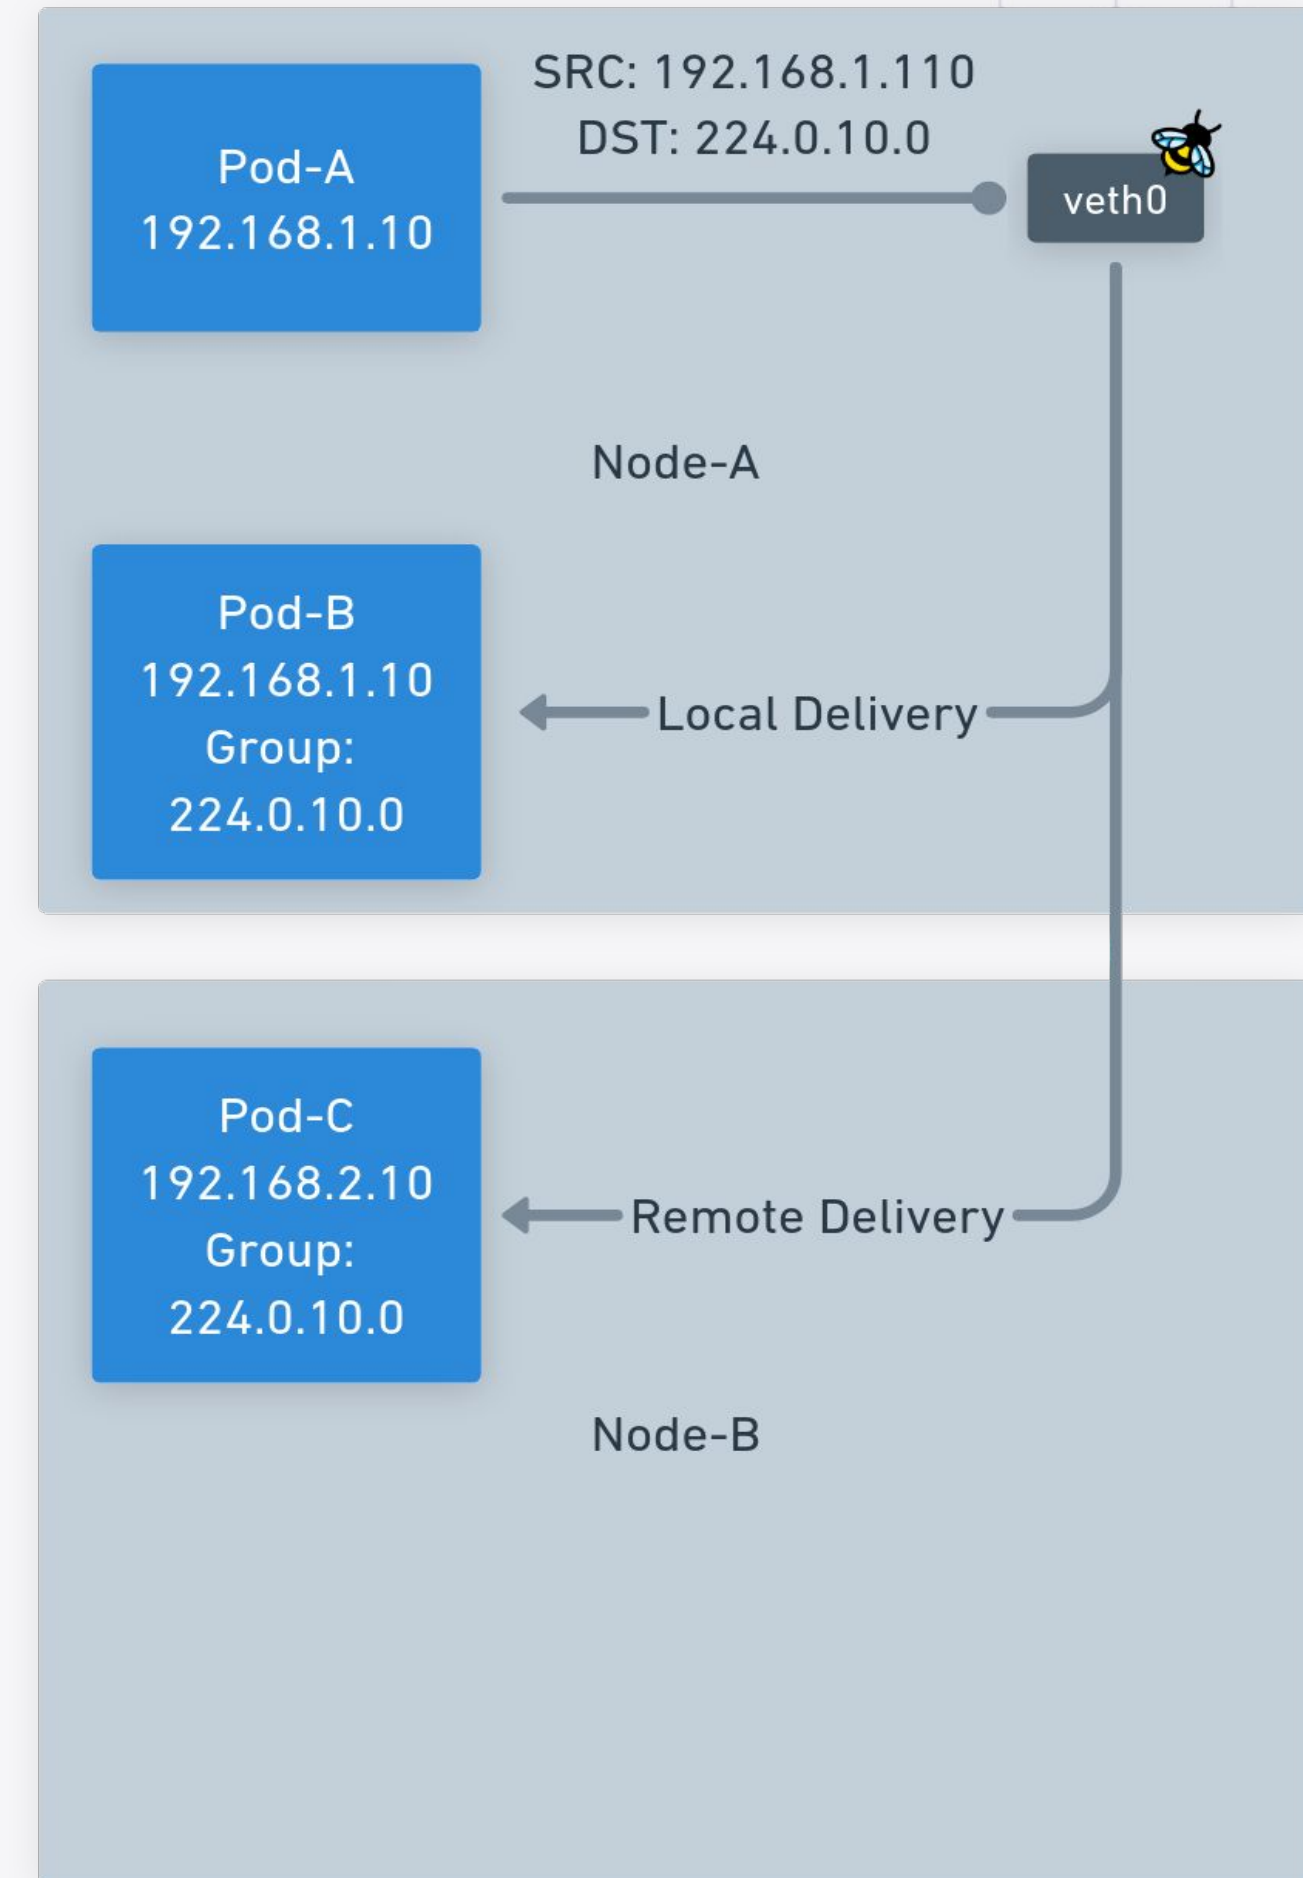 Pod-A
192.168.1.10
SRC: 192.168.1.110
DST: 224.0.10.0
veth0
Node-A
Pod-B
192.168.1.10
Group:
224.0.10.0
Local Delivery
Pod-C
192.168.2.10
Group:
224.0.10.0
Remote Delivery
Node-B